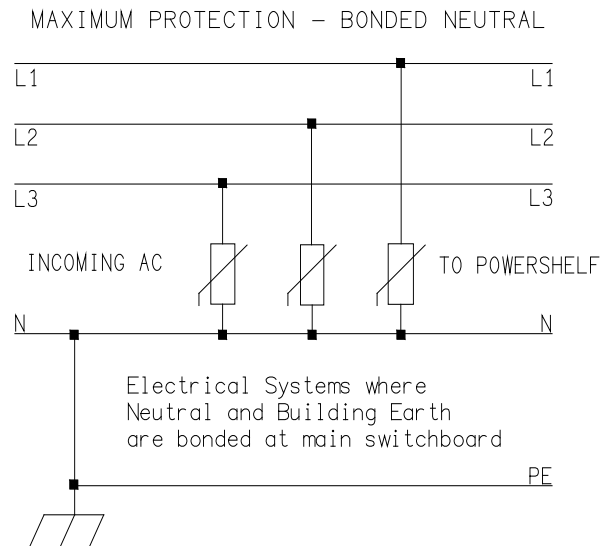 MAXIMUM PROTECTION – BONDED NEUTRAL
L1 L1
L2 L2
L3 L3
INCOMING AC TO POWERSHELF
N N
Electrical Systems where
Neutral and Building Earth
are bonded at main switchboard
PE